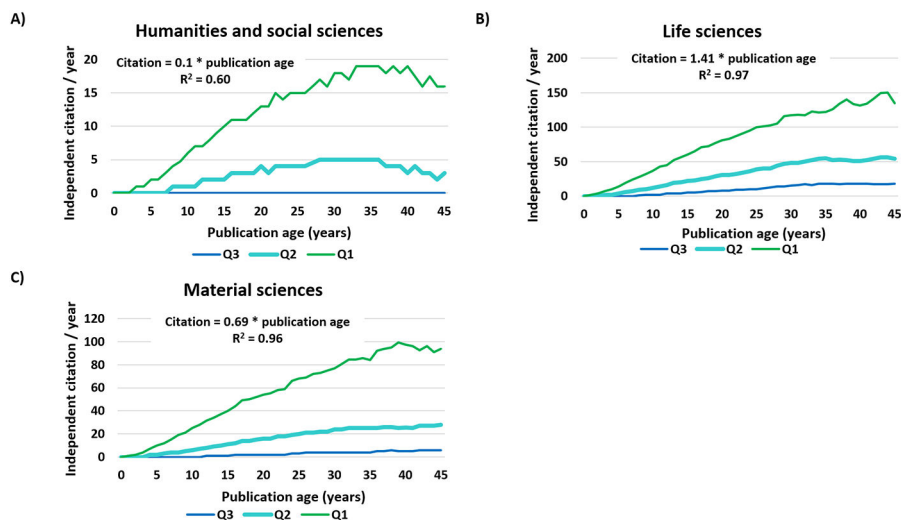 A)
Humanities and social sciences
Citation = 0.1 * publication age
R² = 0.60
Independent citation / year
20
15
10
5
0
0 5 10 15 20 25 30 35 40 45
Publication age (years)
Q3 Q2 Q1
B)
Life sciences
Citation = 1.41 * publication age
R² = 0.97
Independent citation / year
200
150
100
50
0
0 5 10 15 20 25 30 35 40 45
Publication age (years)
Q3 Q2 Q1
C)
Material sciences
Citation = 0.69 * publication age
R² = 0.96
Independent citation / year
120
100
80
60
40
20
0
0 5 10 15 20 25 30 35 40 45
Publication age (years)
Q3 Q2 Q1